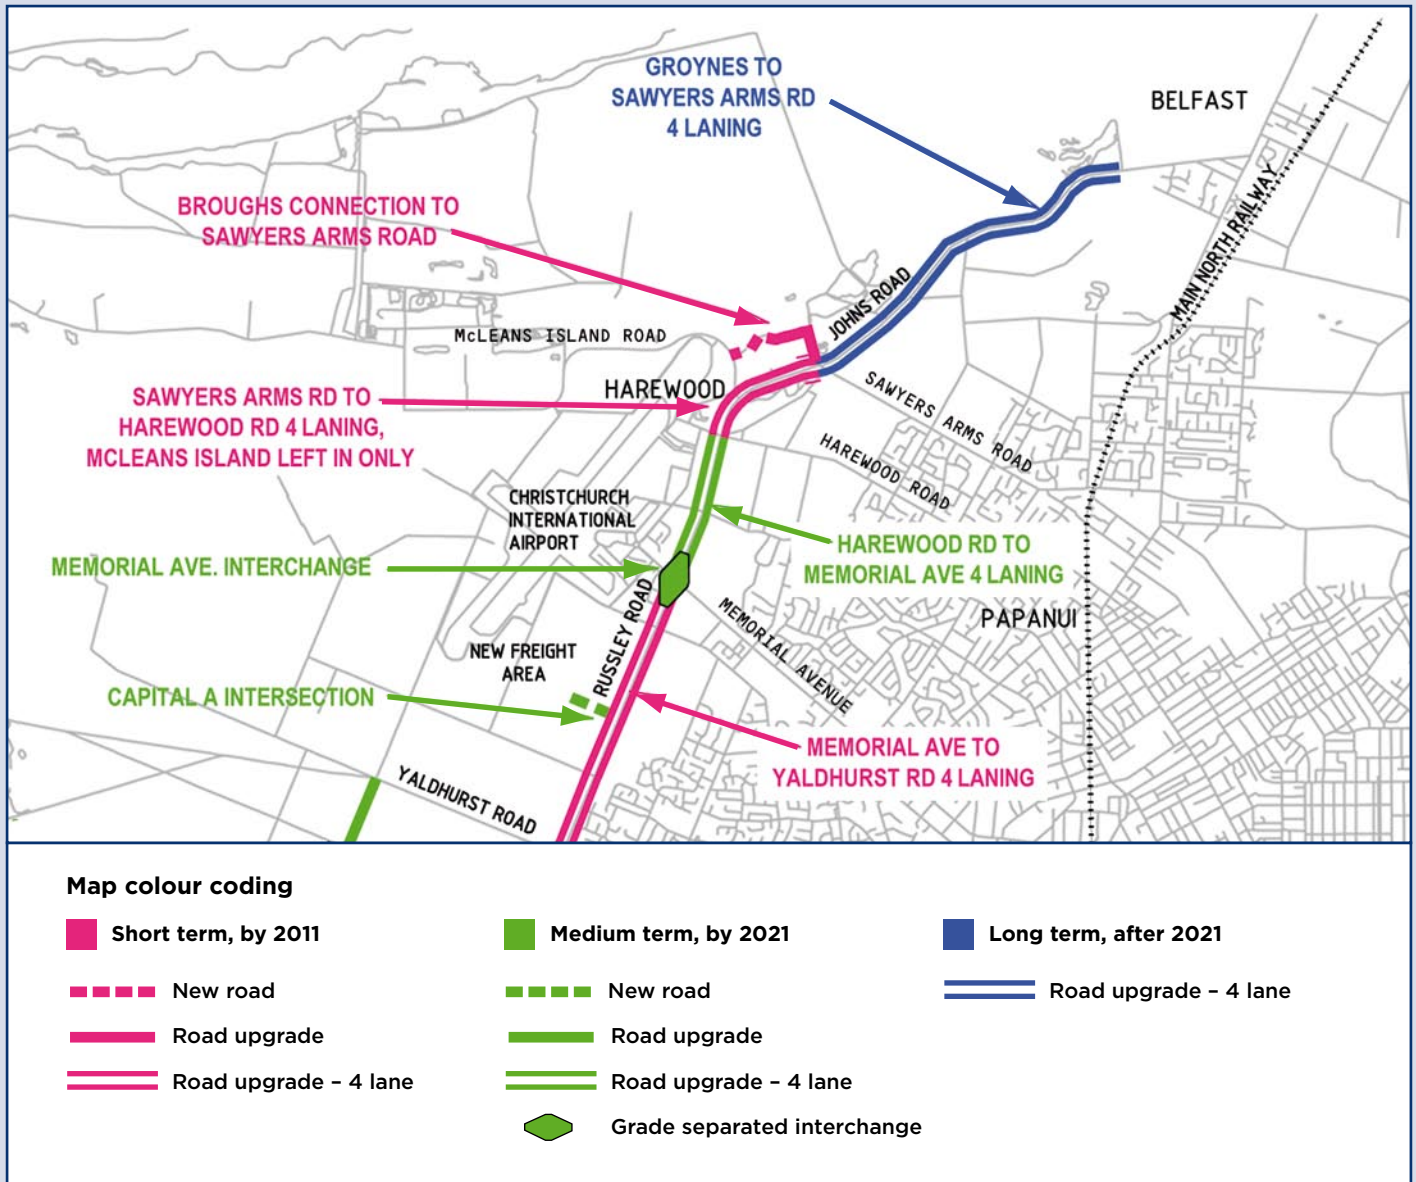 GROYNES TO
SAWYERS ARMS RD
4 LANING
BELFAST
BROUGHS CONNECTION TO
SAWYERS ARMS ROAD
MAIN NORTH RAILWAY
JOHNS ROAD
McLEANS ISLAND ROAD
HAREWOOD
SAWYERS ARMS RD TO
HAREWOOD RD 4 LANING,
MCLEANS ISLAND LEFT IN ONLY
SAWYERS ARMS ROAD
HAREWOOD ROAD
CHRISTCHURCH
INTERNATIONAL
AIRPORT
HAREWOOD RD TO
MEMORIAL AVE 4 LANING
MEMORIAL AVE. INTERCHANGE
RUSSLEY ROAD
MEMORIAL AVENUE
PAPANUI
NEW FREIGHT
AREA
CAPITAL A INTERSECTION
MEMORIAL AVE TO
YALDHURST RD 4 LANING
YALDHURST ROAD
Map colour coding
Short term, by 2011
New road
Road upgrade
Road upgrade – 4 lane
Medium term, by 2021
New road
Road upgrade
Road upgrade – 4 lane
Grade separated interchange
Long term, after 2021
Road upgrade – 4 lane